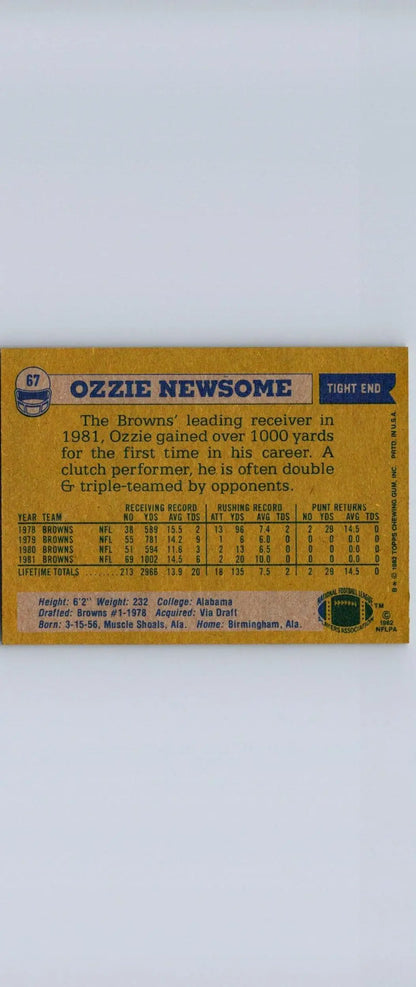 67
OZZIE NEWSOME
TIGHT END
The Browns' leading receiver in
1981, Ozzie gained over 1000 yards
for the first time in his career. A
clutch performer, he is often double
& triple-teamed by opponents.
RECEIVING RECORD RUSHING RECORD PUNT RETURNS
YEAR TEAM NO YDS AVG TDS ATT YDS AVG TDS NO YDS AVG TDS
1978 BROWNS NFL 38 589 15.5 2 13 96 7.4 2 2 29 14.5 0
1979 BROWNS NFL 55 781 14.2 9 1 6 6.0 0 0 0 0.0 0
1980 BROWNS NFL 51 594 11.6 3 2 13 6.5 0 0 0 0.0 0
1981 BROWNS NFL 69 1002 14.5 6 2 20 10.0 0 0 0 0.0 0
LIFETIME TOTALS 213 2966 13.9 20 18 135 7.5 2 2 29 14.5 0
Height: 6'2" Weight: 232 College: Alabama
Drafted: Browns #1-1978 Acquired: Via Draft
Born: 3-15-56, Muscle Shoals, Ala. Home: Birmingham, Ala.
NATIONAL FOOTBALL LEAGUE
PLAYERS ASSOCIATION
TM
©
1982
NFLPA
© 1982 TOPPS CHEWING GUM, INC. PRTD. IN U.S.A.